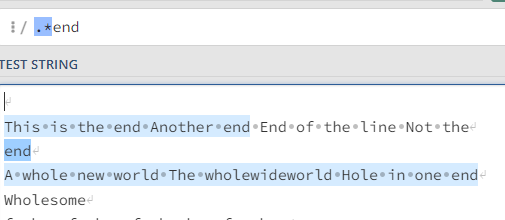 / .*end
TEST STRING
This is the end Another end End of the line Not the
end
A whole new world The wholewideworld Hole in one end
Wholesome